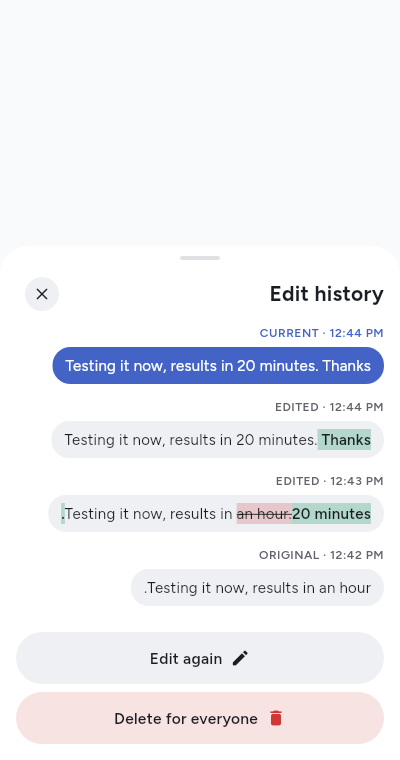 Edit history
CURRENT · 12:44 PM
Testing it now, results in 20 minutes. Thanks
EDITED · 12:44 PM
Testing it now, results in 20 minutes. Thanks
EDITED · 12:43 PM
.Testing it now, results in an hour.20 minutes
ORIGINAL · 12:42 PM
.Testing it now, results in an hour
Edit again
Delete for everyone